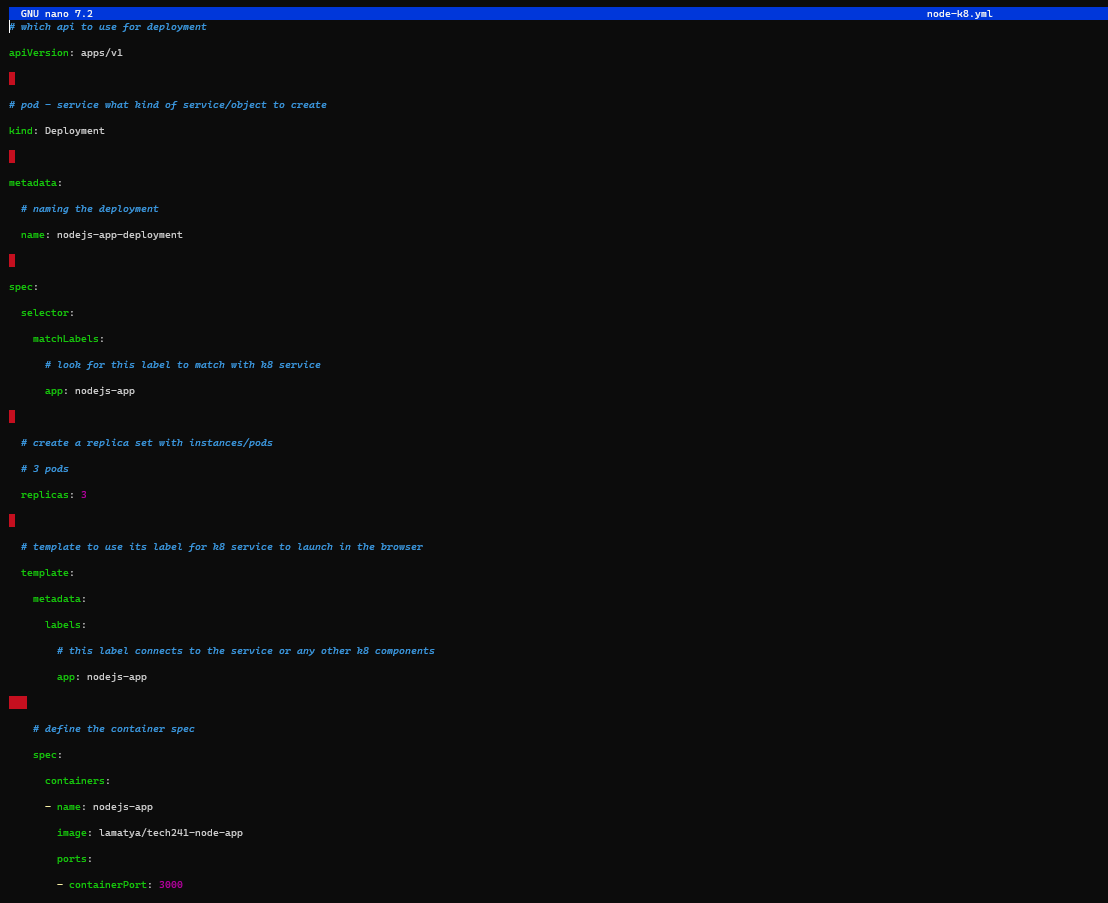 GNU nano 7.2 node-k8.yml
# which api to use for deployment
apiVersion: apps/v1
# pod - service what kind of service/object to create
kind: Deployment
metadata:
  # naming the deployment
  name: nodejs-app-deployment
spec:
  selector:
    matchLabels:
      # look for this label to match with k8 service
      app: nodejs-app
  # create a replica set with instances/pods
  # 3 pods
  replicas: 3
  # template to use its label for k8 service to launch in the browser
  template:
    metadata:
      labels:
        # this label connects to the service or any other k8 components
        app: nodejs-app
    # define the container spec
    spec:
      containers:
      - name: nodejs-app
        image: lamatya/tech241-node-app
        ports:
        - containerPort: 3000